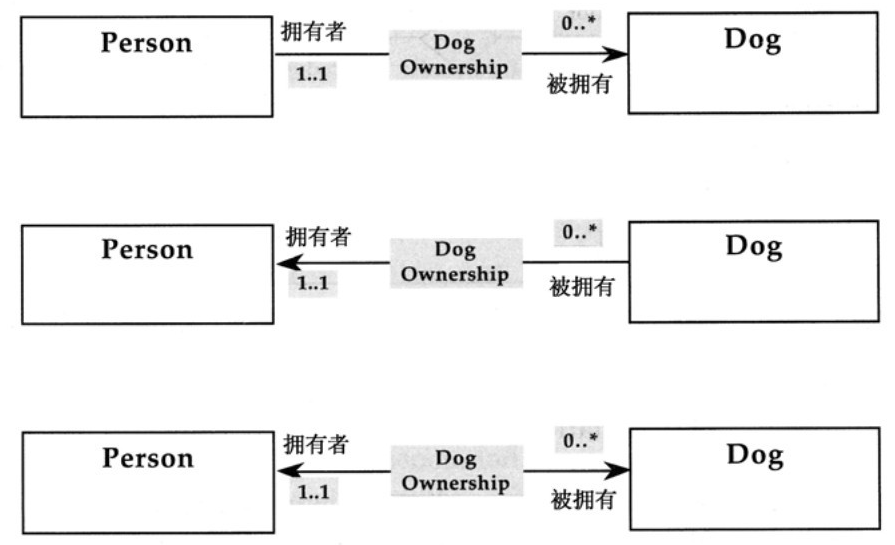 Person
拥有者
1..1
Dog
Ownership
0..*
被拥有
Dog
Person
拥有者
1..1
Dog
Ownership
0..*
被拥有
Dog
Person
拥有者
1..1
Dog
Ownership
0..*
被拥有
Dog